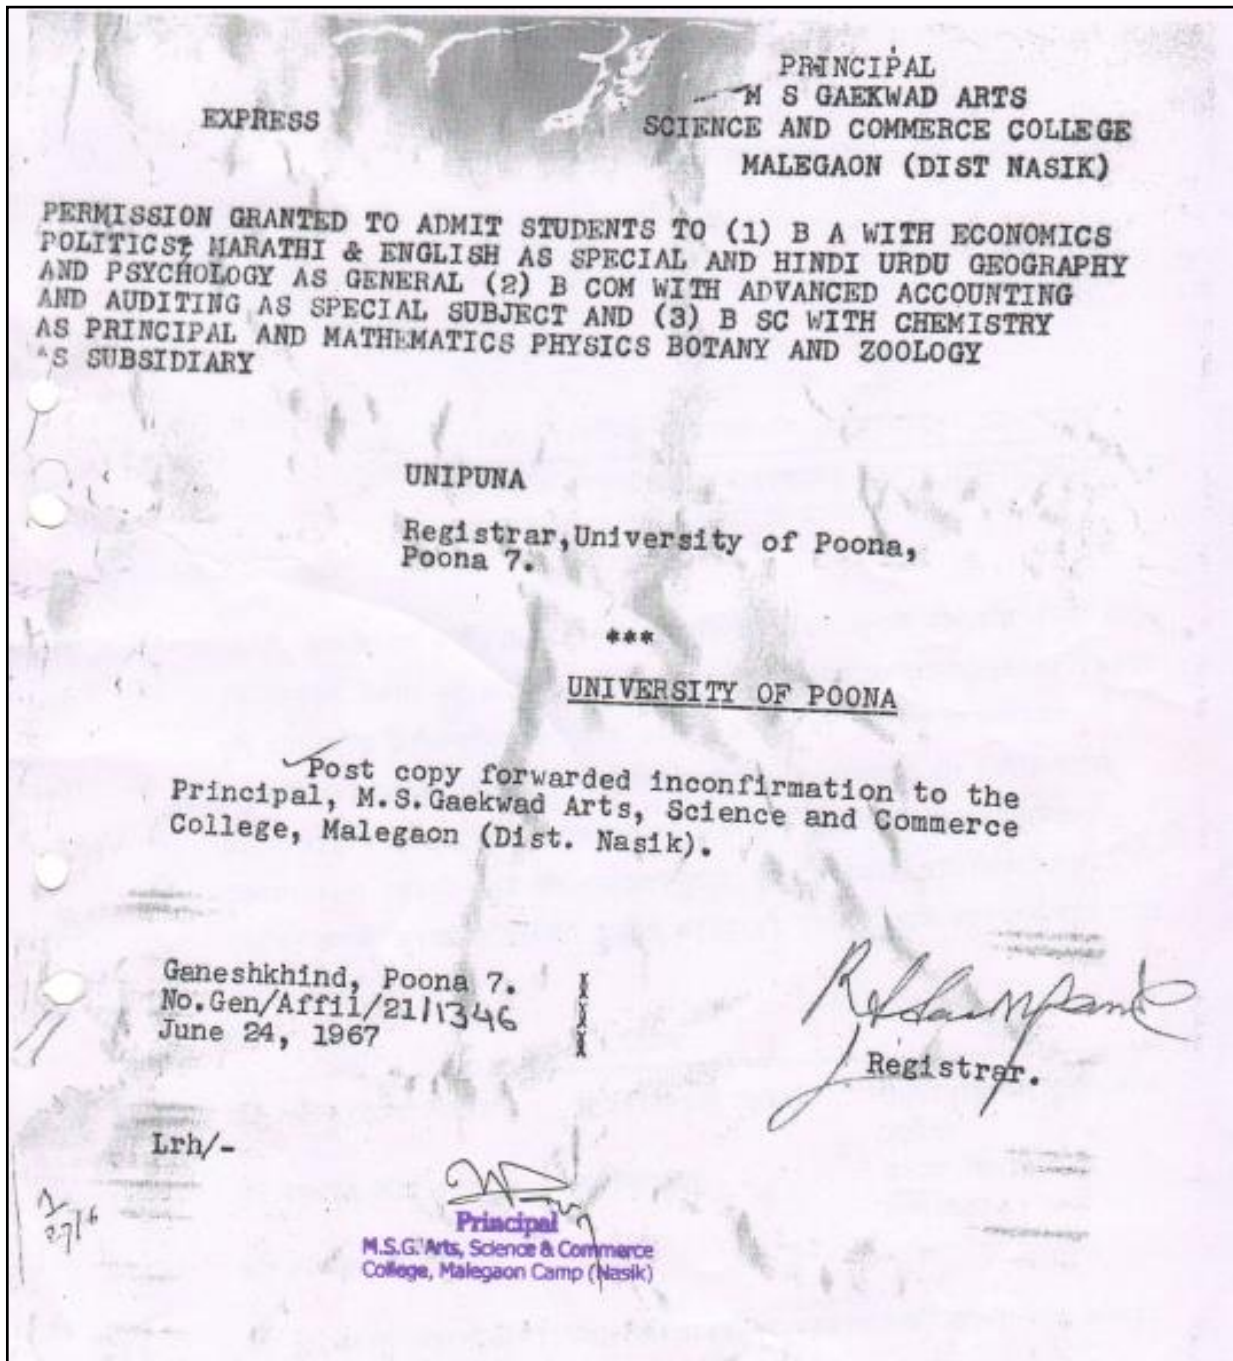 PRINCIPAL
M S GAEKWAD ARTS
EXPRESS
SCIENCE AND COMMERCE COLLEGE
MALEGAON (DIST NASIK)
PERMISSION GRANTED TO ADMIT STUDENTS TO (1) B A WITH ECONOMICS
POLITICS? MARATHI & ENGLISH AS SPECIAL AND HINDI URDU GEOGRAPHY
AND PSYCHOLOGY AS GENERAL (2) B COM WITH ADVANCED ACCOUNTING
AND AUDITING AS SPECIAL SUBJECT AND (3) B SC WITH CHEMISTRY
AS PRINCIPAL AND MATHEMATICS PHYSICS BOTANY AND ZOOLOGY
AS SUBSIDIARY
UNIPUNA
Registrar,University of Poona,
Poona 7.
***
UNIVERSITY OF POONA
Post copy forwarded inconfirmation to the
Principal, M.S.Gaekwad Arts, Science and Commerce
College, Malegaon (Dist. Nasik).
Ganeshkhind, Poona 7.
No.Gen/Affil/21/1346
June 24, 1967
Registrar.
Lrh/-
27/6
Principal
M.S.G. Arts, Science & Commerce
College, Malegaon Camp (Nasik)